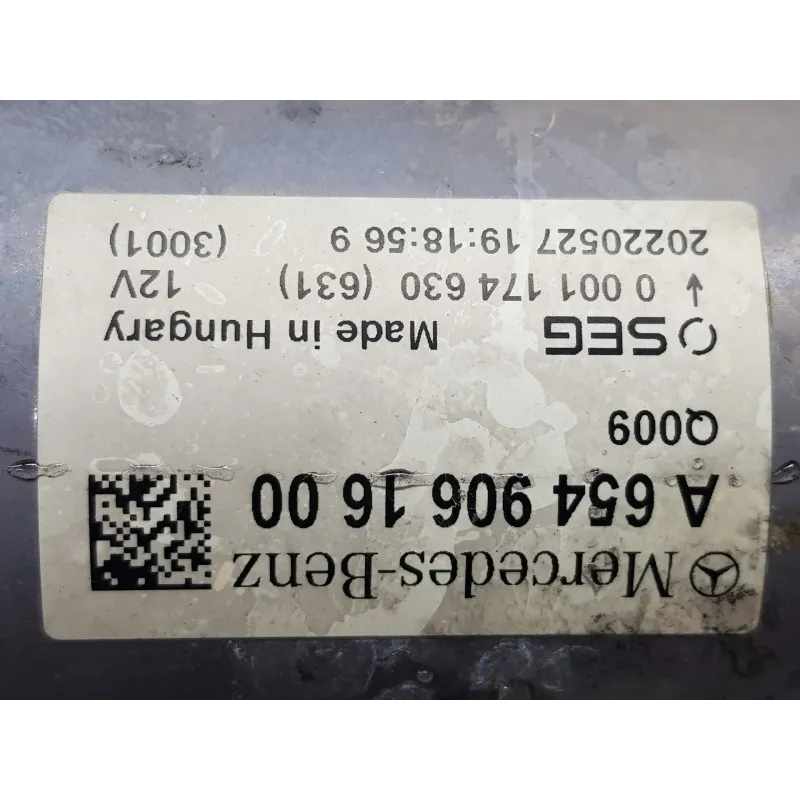 Mercedes-Benz
A 654 906 16 00
Q009
SEG Made in Hungary
→ 0 001 174 630 (631) 12V
20220527 19:18:56 9 (3001)